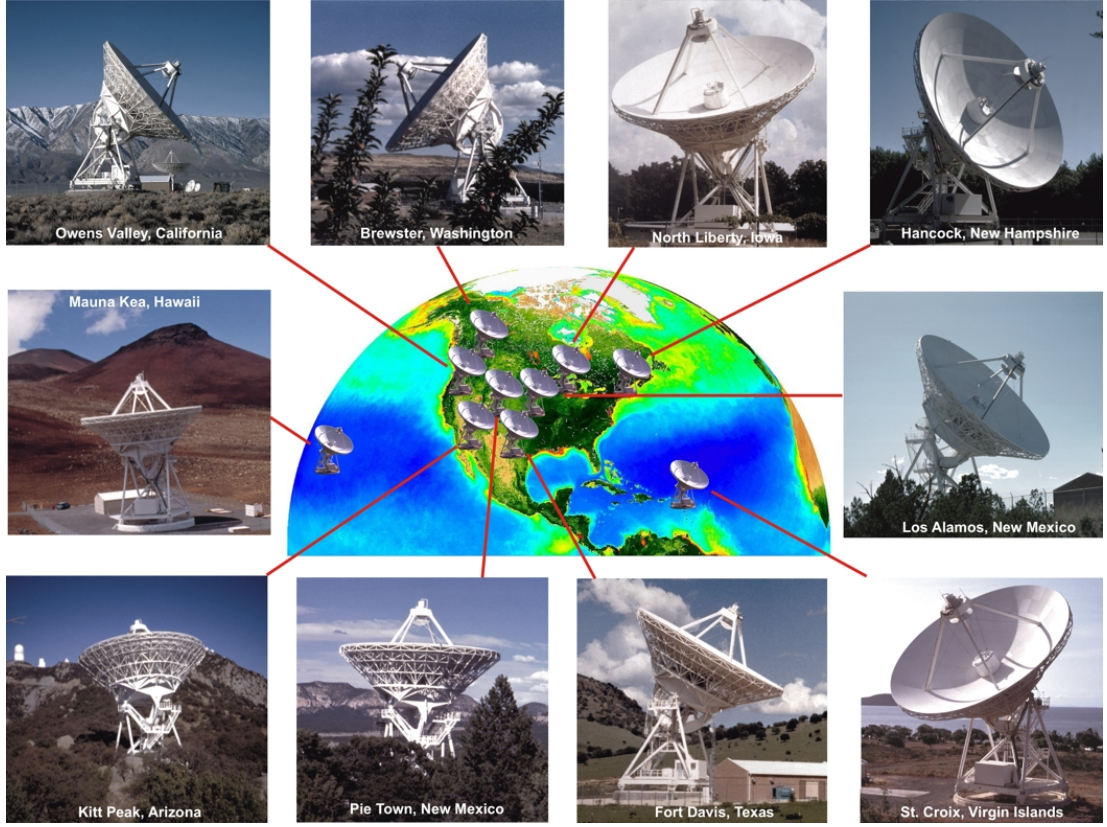 Owens Valley, California
Brewster, Washington
North Liberty, Iowa
Hancock, New Hampshire
Mauna Kea, Hawaii
Los Alamos, New Mexico
Kitt Peak, Arizona
Pie Town, New Mexico
Fort Davis, Texas
St. Croix, Virgin Islands